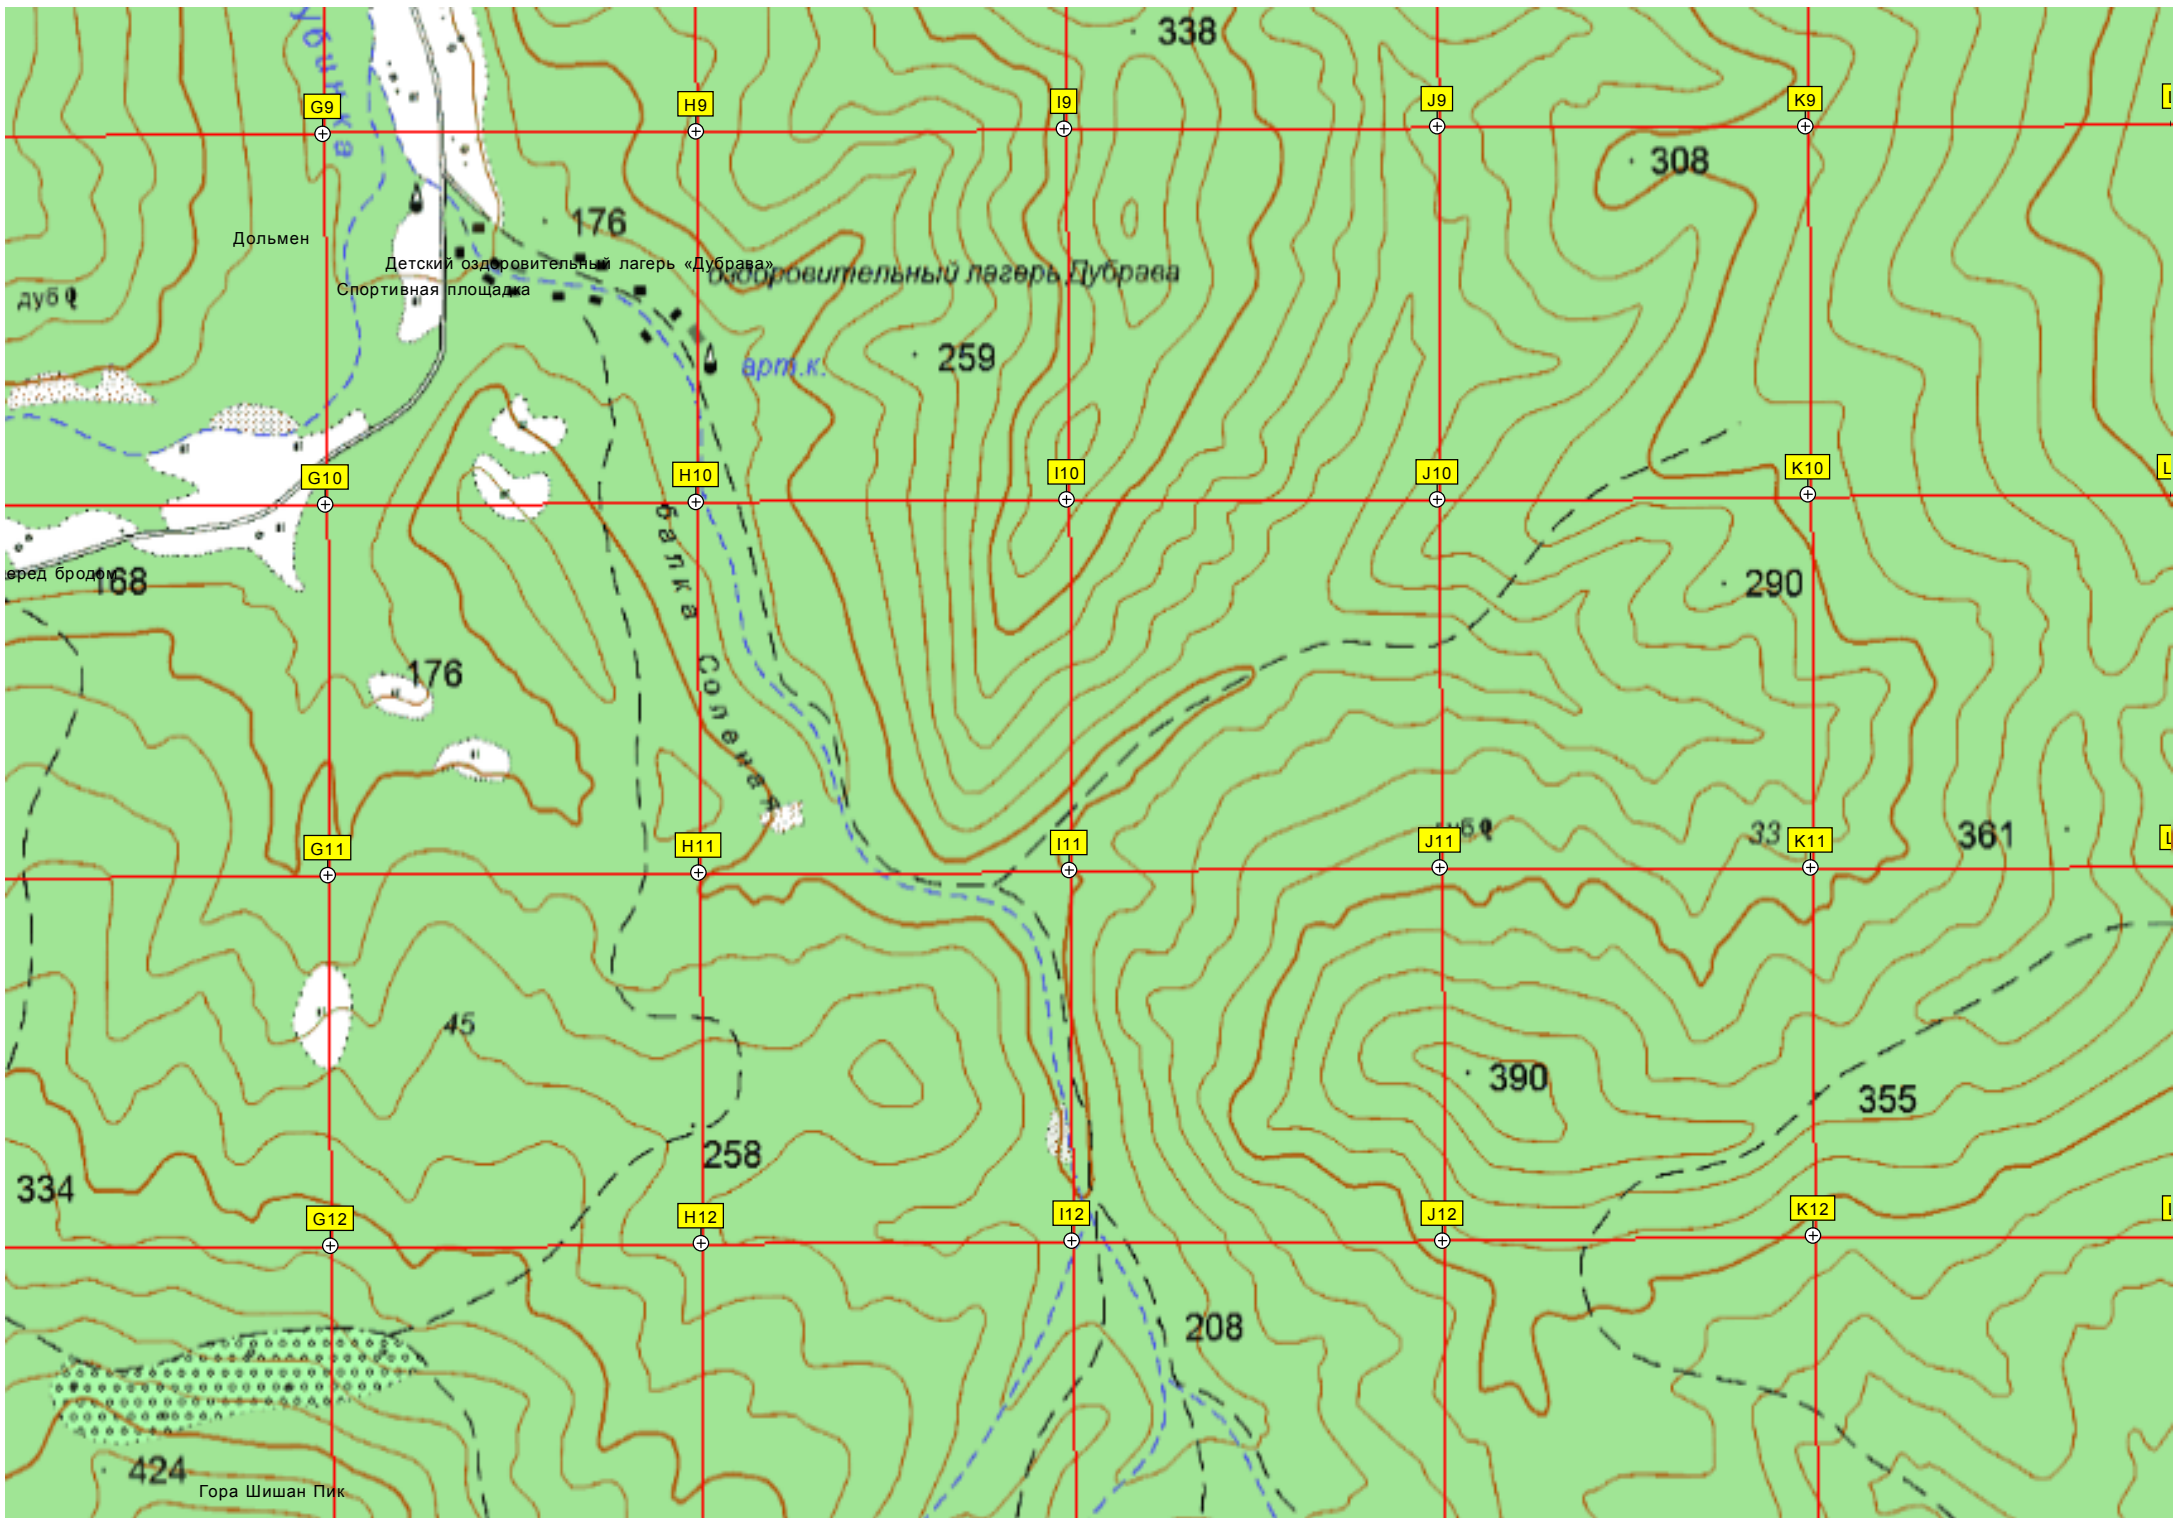 убинка
338
G9
H9
I9
J9
K9
308
176
Дольмен
Детский оздоровительный лагерь «Дубрава»
оздоровительный лагерь Дубрава
Спортивная площадка
дуб
259
арт.к.
G10
H10
I10
J10
K10
L
балка Соленая
еред бродом
168
290
176
G11
H11
I11
J11
K11
33
361
45
390
355
258
334
G12
H12
I12
J12
K12
208
424
Гора Шишан Пик